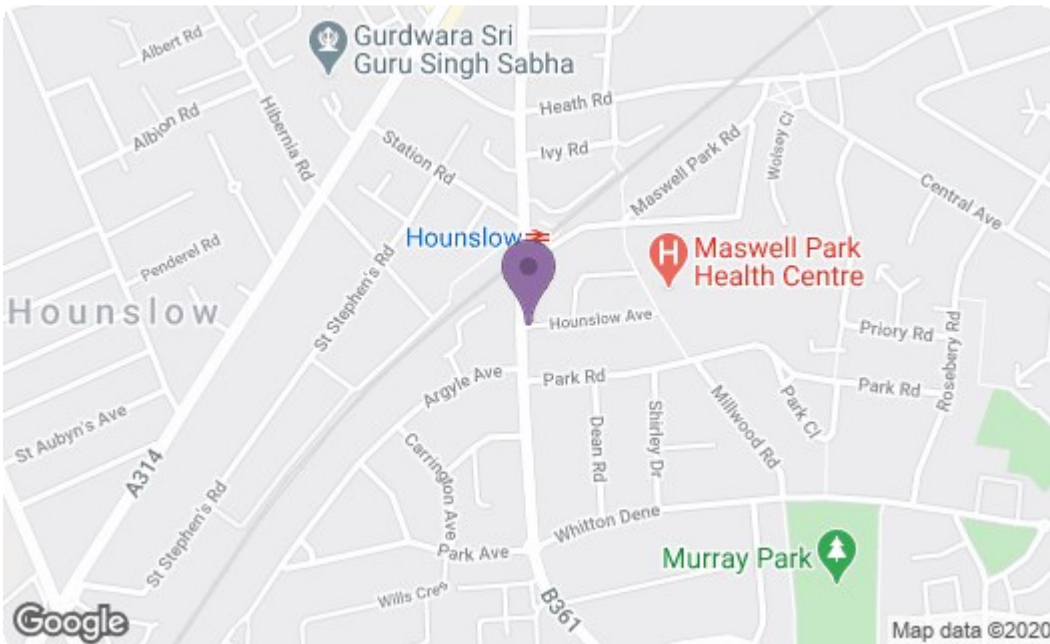 Gurdwara Sri
Guru Singh Sabha
Albert Rd
Albion Rd
Hibernia Rd
Heath Rd
Ivy Rd
Station Rd
Maswell Park Rd
Wolsey Cl
Central Ave
Hounslow
H
Maswell Park
Health Centre
Penderel Rd
St Stephen's Rd
Hounslow
Hounslow Ave
Priory Rd
Rosebery Rd
Argyle Ave
Park Rd
Park Rd
Park Cl
Millwood Rd
Shirley Dr
Dean Rd
Carrington Ave
St Aubyn's Ave
A314
St Stephen's Rd
Whitton Dene
Park Ave
Murray Park
Wills Cres
B361
Google
Map data ©2020